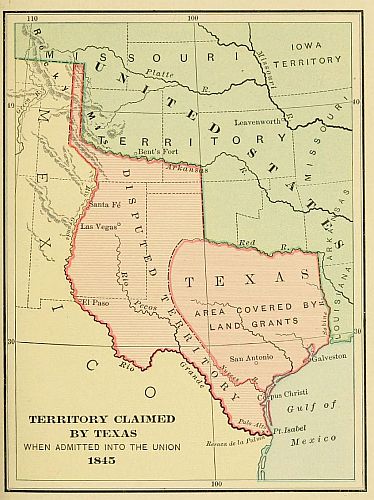 110
100
Rocky Mts.
MISSOURI
TERRITORY
IOWA
TERRITORY
Missouri R.
Platte R.
UNITED STATES
Leavenworth
MISSOURI
40
Bent's Fort
Arkansas R.
MEXICO
DISPUTED TERRITORY
Santa Fé
Las Vegas
ARKANSAS
Red R.
TEXAS
AREA COVERED BY
LAND GRANTS
LOUISIANA
Sabine
Rio Pecos
El Paso
30
30
Rio Grande
San Antonio
Galveston
Nueces R.
Corpus Christi
Gulf of
Mexico
Palo Alto
Pt. Isabel
Resaca de la Palma
100
TERRITORY CLAIMED
BY TEXAS
WHEN ADMITTED INTO THE UNION
1845